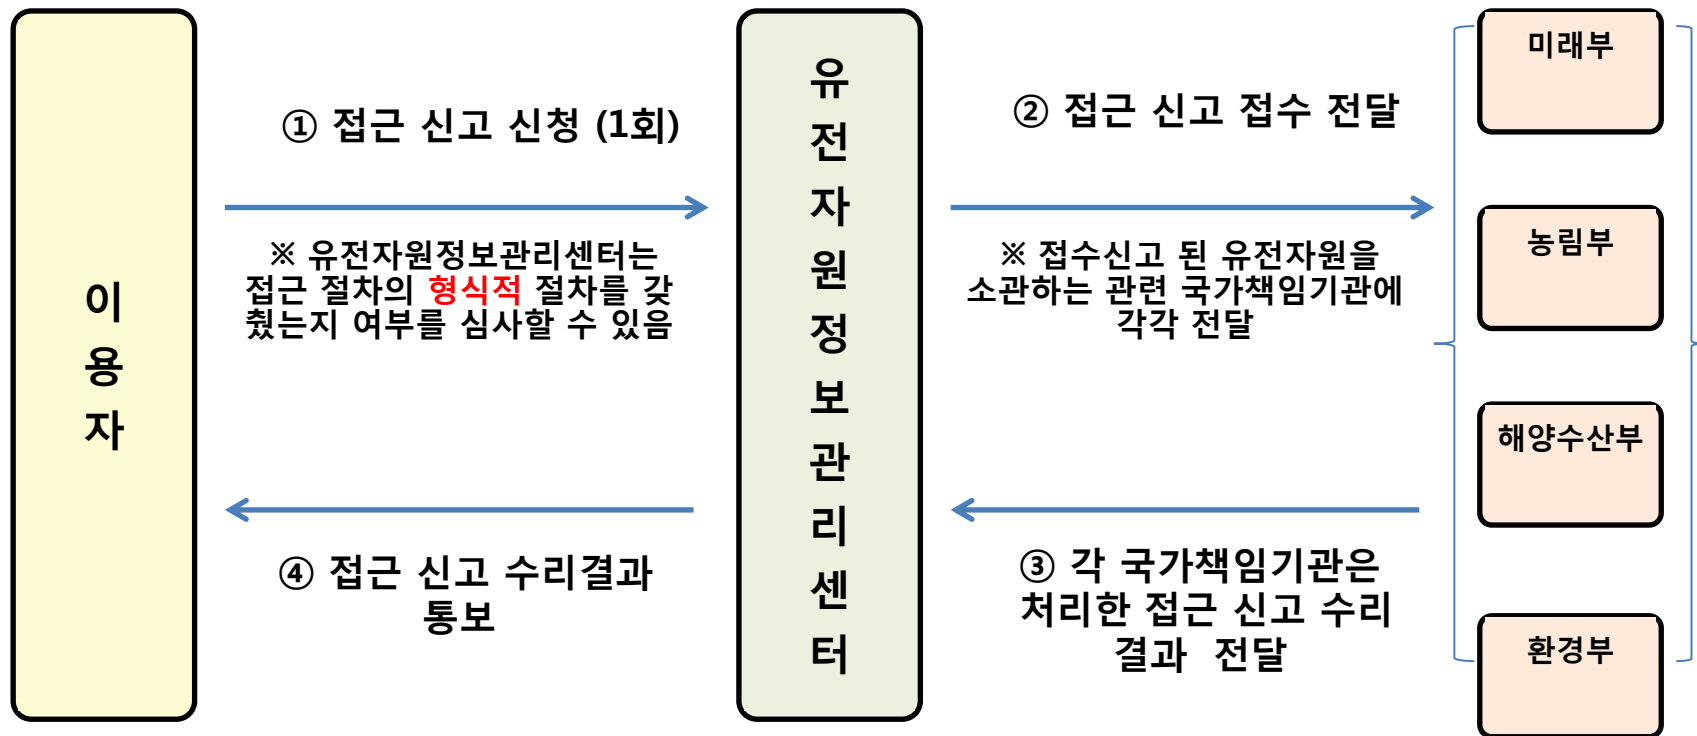 이용자
① 접근 신고 신청 (1회)
※ 유전자원정보관리센터는
접근 절차의 형식적 절차를 갖
췄는지 여부를 심사할 수 있음
④ 접근 신고 수리결과
통보
유전자원정보관리센터
② 접근 신고 접수 전달
※ 접수신고 된 유전자원을
소관하는 관련 국가책임기관에
각각 전달
③ 각 국가책임기관은
처리한 접근 신고 수리
결과 전달
미래부
농림부
해양수산부
환경부